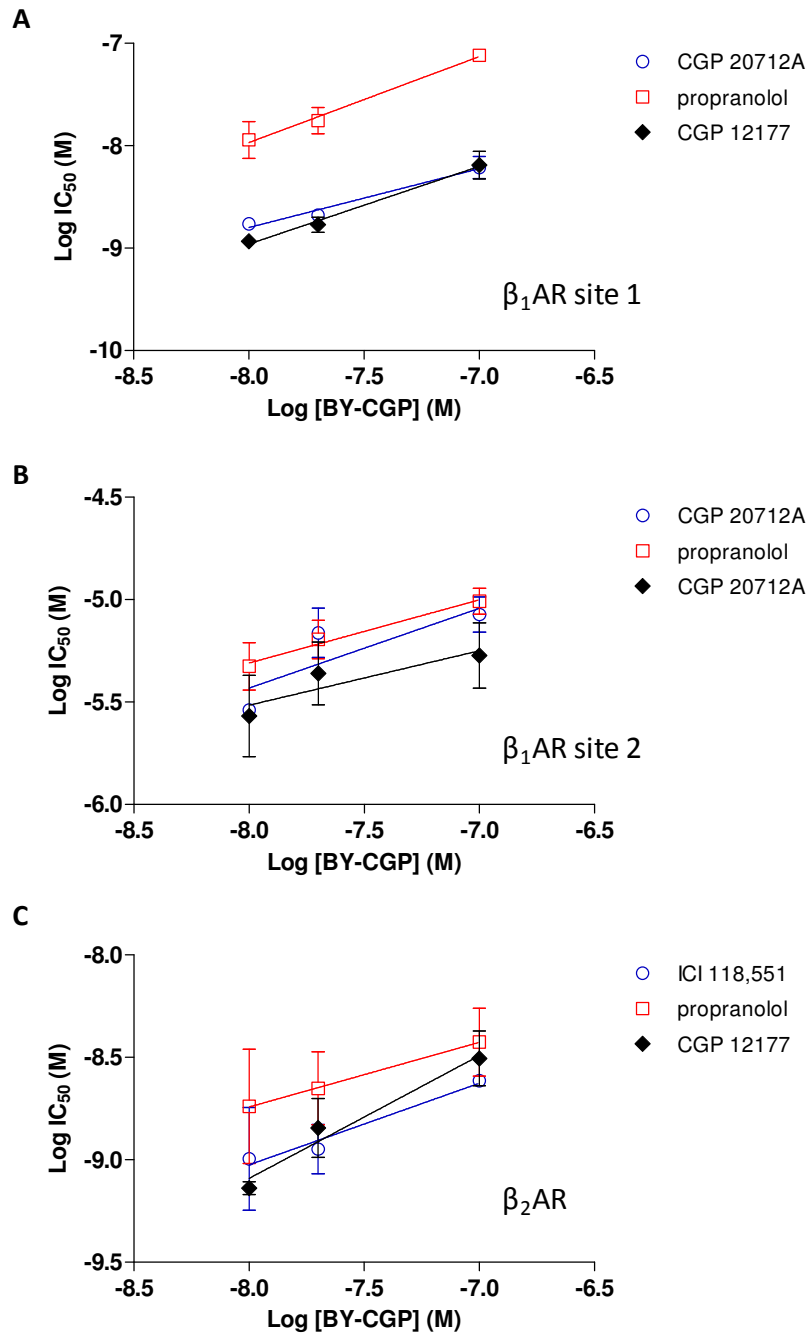 A
-7
-8
-9
-10
Log IC50 (M)
-8.5 -8.0 -7.5 -7.0 -6.5
Log [BY-CGP] (M)
CGP 20712A
propranolol
CGP 12177
β1AR site 1
B
-4.5
-5.0
-5.5
-6.0
Log IC50 (M)
-8.5 -8.0 -7.5 -7.0 -6.5
Log [BY-CGP] (M)
CGP 20712A
propranolol
CGP 20712A
β1AR site 2
C
-8.0
-8.5
-9.0
-9.5
Log IC50 (M)
-8.5 -8.0 -7.5 -7.0 -6.5
Log [BY-CGP] (M)
ICI 118,551
propranolol
CGP 12177
β2AR